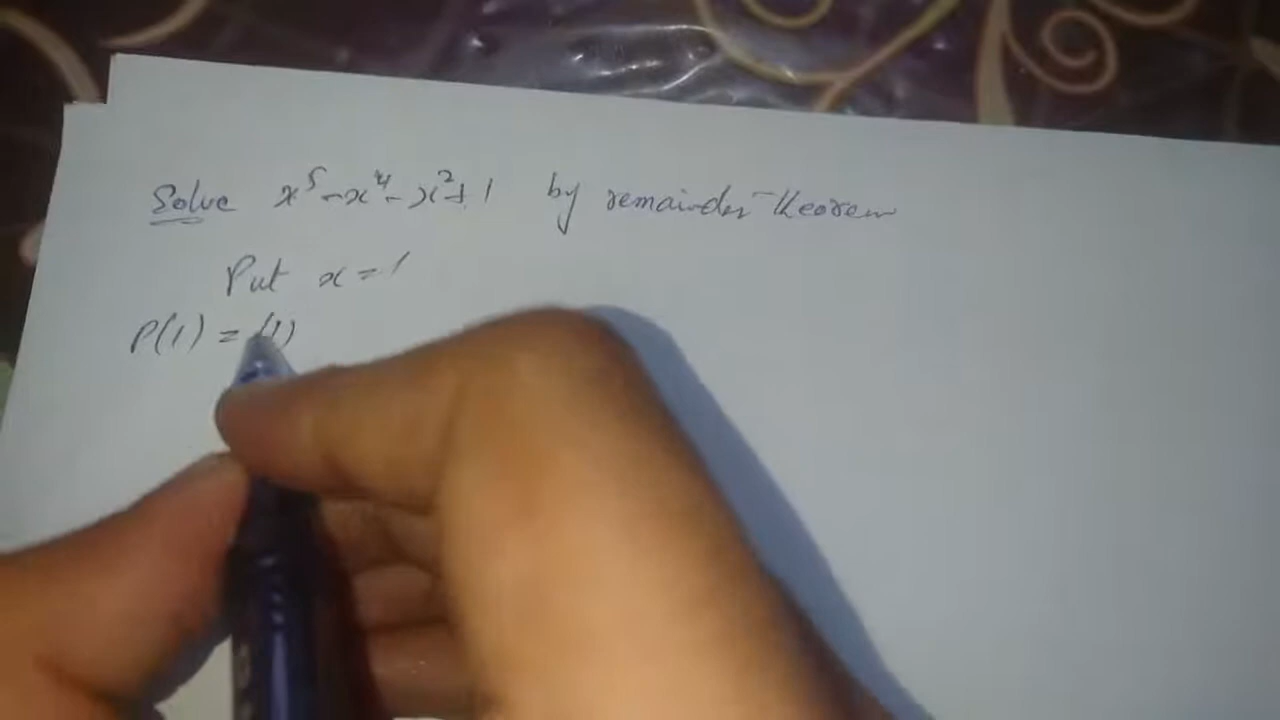 Solve x⁵-x⁴-x²+1 by remainder theorem
Put x=1
P(1)=(1)